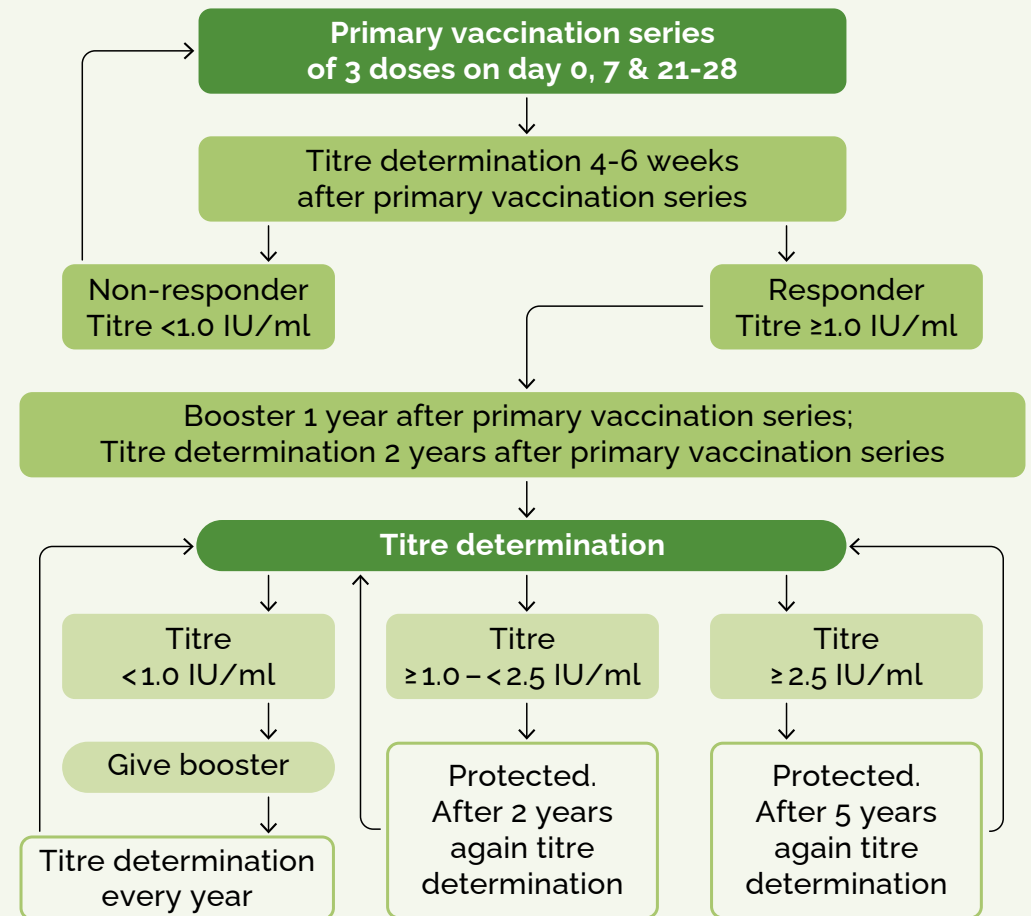 Primary vaccination series
of 3 doses on day 0, 7 & 21-28
Titre determination 4-6 weeks
after primary vaccination series
Non-responder
Titre <1.0 IU/ml
Responder
Titre ≥1.0 IU/ml
Booster 1 year after primary vaccination series;
Titre determination 2 years after primary vaccination series
Titre determination
Titre
<1.0 IU/ml
Give booster
Titre determination
every year
Titre
≥1.0 – <2.5 IU/ml
Protected.
After 2 years
again titre
determination
Titre
≥2.5 IU/ml
Protected.
After 5 years
again titre
determination